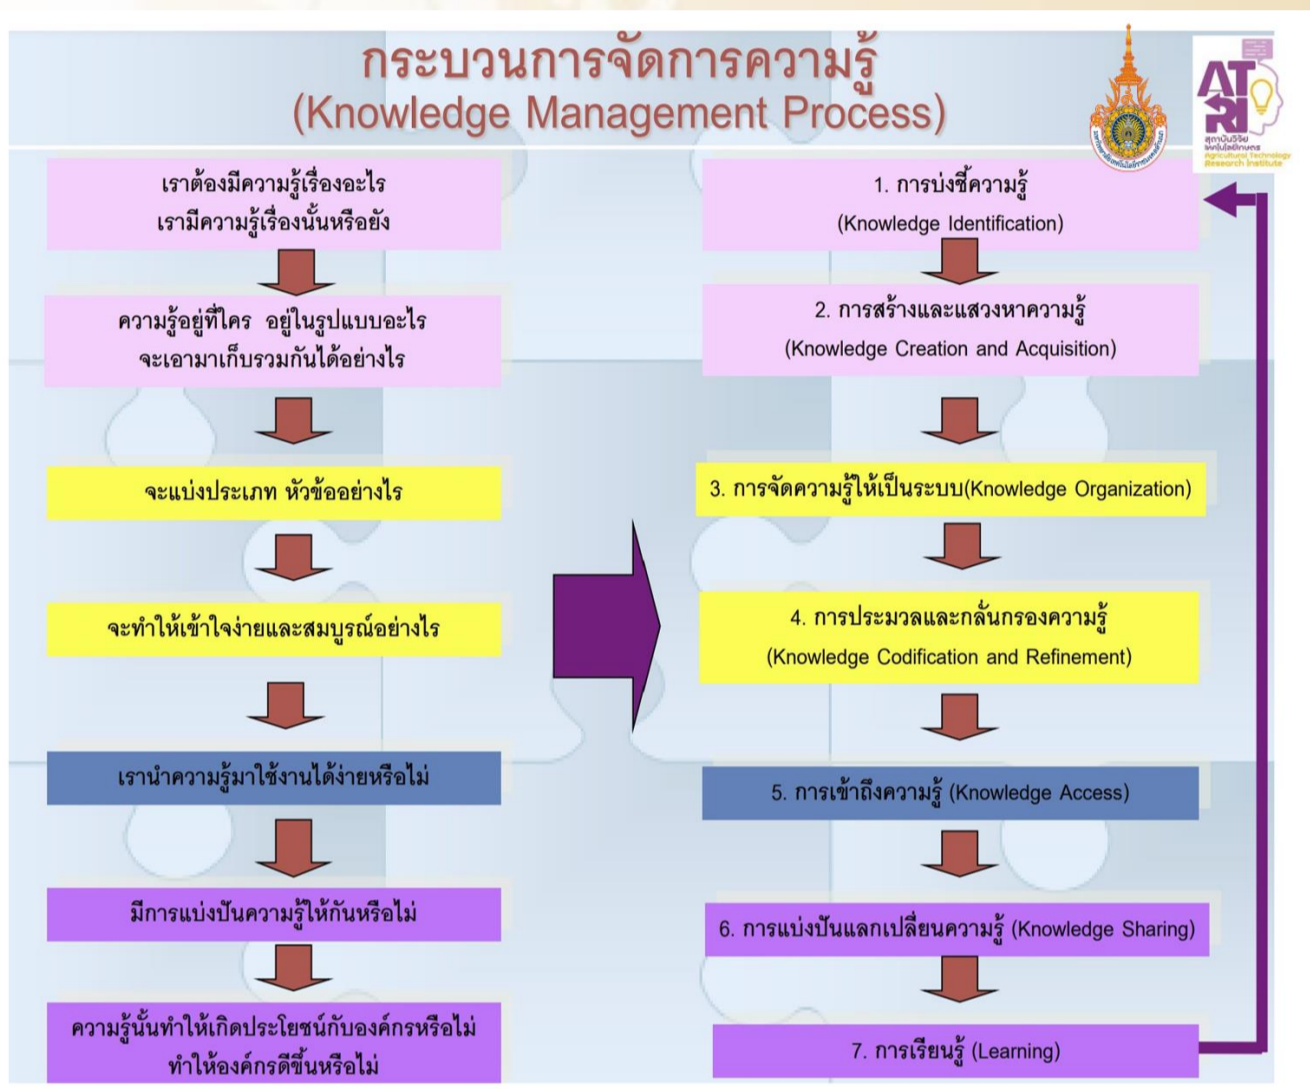 กระบวนการจัดการความรู้
(Knowledge Management Process)
ATRI
สถาบันวิจัย
เทคโนโลยีเกษตร
Agricultural Technology
Research Institute
เราต้องมีความรู้เรื่องอะไร
เรามีความรู้เรื่องนั้นหรือยัง
ความรู้อยู่ที่ใคร อยู่ในรูปแบบอะไร
จะเอามาเก็บรวมกันได้อย่างไร
จะแบ่งประเภท หัวข้ออย่างไร
จะทำให้เข้าใจง่ายและสมบูรณ์อย่างไร
เรานำความรู้มาใช้งานได้ง่ายหรือไม่
มีการแบ่งปันความรู้ให้กันหรือไม่
ความรู้นั้นทำให้เกิดประโยชน์กับองค์กรหรือไม่
ทำให้องค์กรดีขึ้นหรือไม่
1. การบ่งชี้ความรู้
(Knowledge Identification)
2. การสร้างและแสวงหาความรู้
(Knowledge Creation and Acquisition)
3. การจัดความรู้ให้เป็นระบบ(Knowledge Organization)
4. การประมวลและกลั่นกรองความรู้
(Knowledge Codification and Refinement)
5. การเข้าถึงความรู้ (Knowledge Access)
6. การแบ่งปันแลกเปลี่ยนความรู้ (Knowledge Sharing)
7. การเรียนรู้ (Learning)